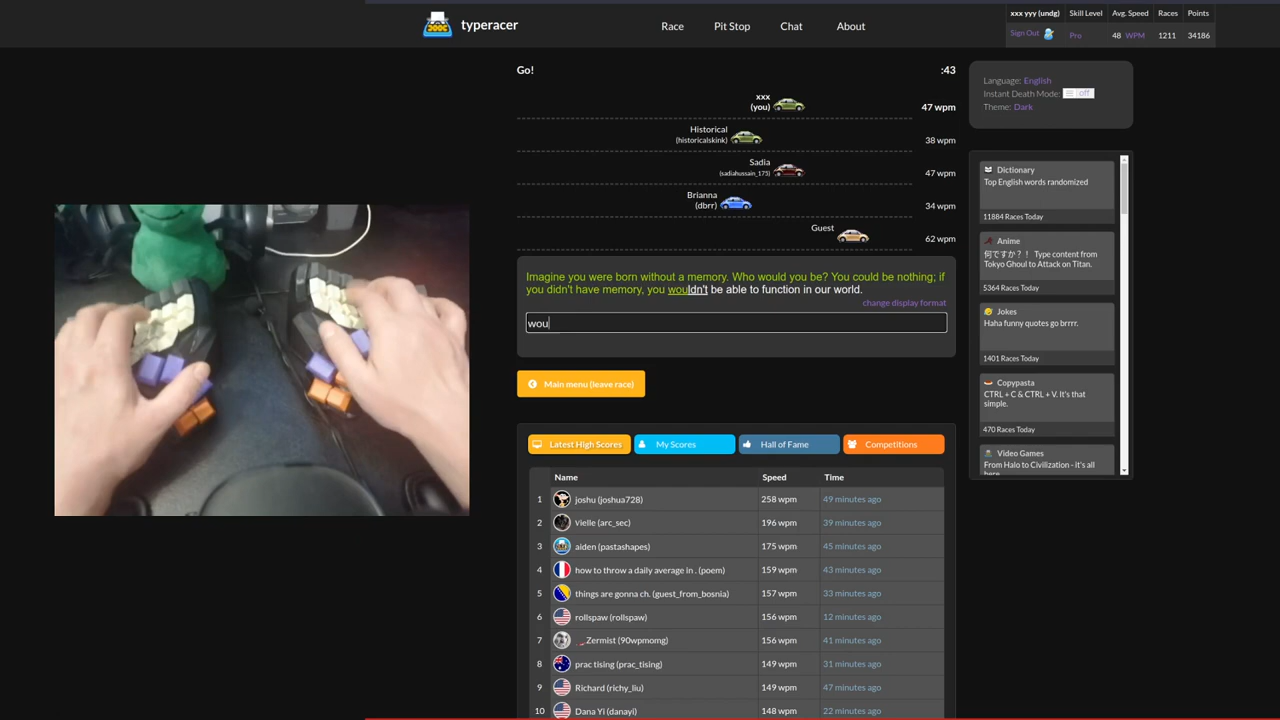 typeracer
Race
Pit Stop
Chat
About
xxx yyy (undg) Skill Level Avg. Speed Races Points
Sign Out Pro 48 WPM 1211 34186
Go! :43
xxx
(you)
47 wpm
Historical
(historicalskink)
38 wpm
Sadia
(sadiahussain_175)
47 wpm
Brianna
(dbrr)
34 wpm
Guest
62 wpm
Imagine you were born without a memory. Who would you be? You could be nothing; if
you didn't have memory, you wouldn't be able to function in our world.
change display format
wou
Main menu (leave race)
Latest High Scores My Scores Hall of Fame Competitions
Name Speed Time
1 joshu (joshua728) 258 wpm 49 minutes ago
2 Vielle (arc_sec) 196 wpm 39 minutes ago
3 aiden (pastashapes) 175 wpm 45 minutes ago
4 how to throw a daily average in . (poem) 159 wpm 43 minutes ago
5 things are gonna ch. (guest_from_bosnia) 157 wpm 33 minutes ago
6 rollspaw (rollspaw) 156 wpm 12 minutes ago
7 Zermist (90wpmomg) 156 wpm 41 minutes ago
8 prac tising (prac_tising) 149 wpm 31 minutes ago
9 Richard (richy_liu) 149 wpm 47 minutes ago
10 Dana Yi (danayi) 148 wpm 22 minutes ago
Language: English
Instant Death Mode: off
Theme: Dark
Dictionary
Top English words randomized
11884 Races Today
Anime
何ですか？！ Type content from
Tokyo Ghoul to Attack on Titan.
5364 Races Today
Jokes
Haha funny quotes go brrrr.
1401 Races Today
Copypasta
CTRL + C & CTRL + V. It's that
simple.
470 Races Today
Video Games
From Halo to Civilization - it's all
here.